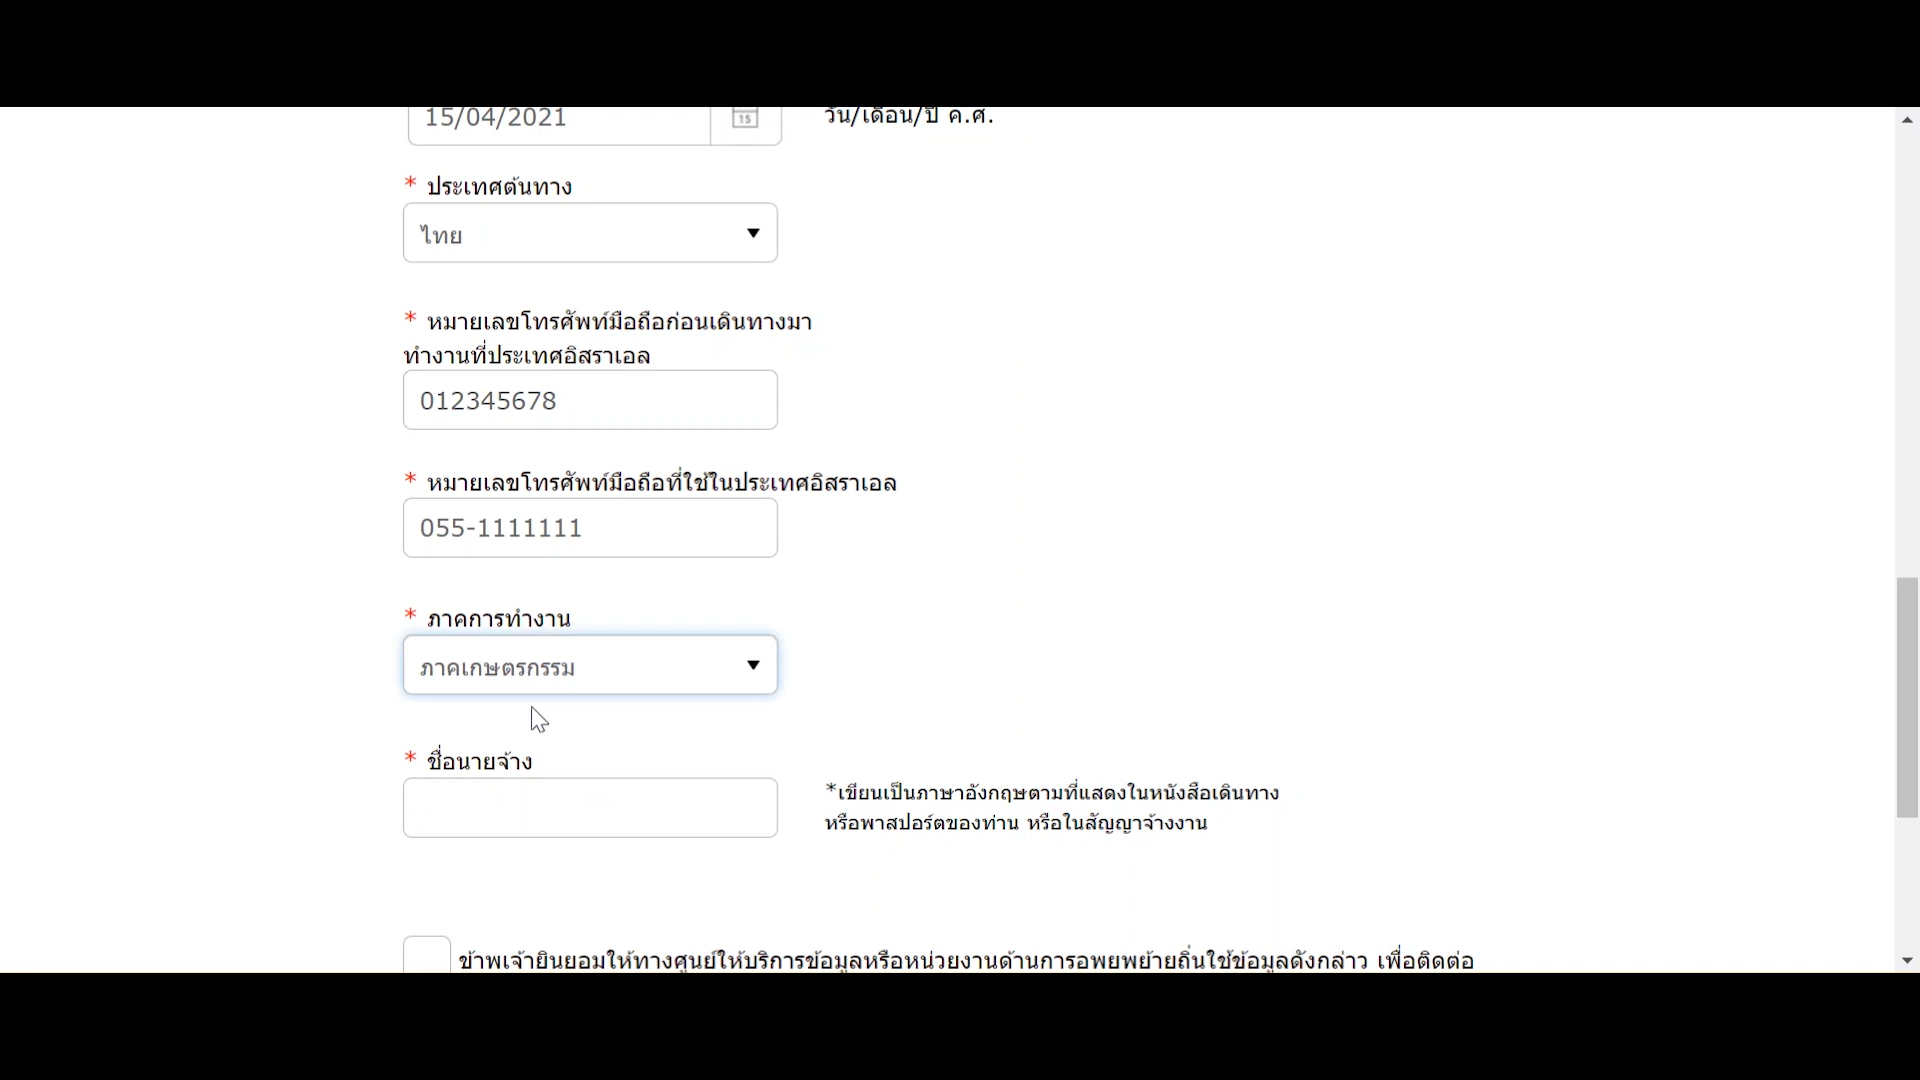 15/04/2021
15
วัน/เดือน/ปี ค.ศ.
* ประเทศต้นทาง
ไทย
* หมายเลขโทรศัพท์มือถือก่อนเดินทางมา
ทำงานที่ประเทศอิสราเอล
012345678
* หมายเลขโทรศัพท์มือถือที่ใช้ในประเทศอิสราเอล
055-1111111
* ภาคการทำงาน
ภาคเกษตรกรรม
* ชื่อนายจ้าง
*เขียนเป็นภาษาอังกฤษตามที่แสดงในหนังสือเดินทาง
หรือพาสปอร์ตของท่าน หรือในสัญญาจ้างงาน
ข้าพเจ้ายินยอมให้ทางศูนย์ให้บริการข้อมูลหรือหน่วยงานด้านการอพยพย้ายถิ่นใช้ข้อมูลดังกล่าว เพื่อติดต่อ